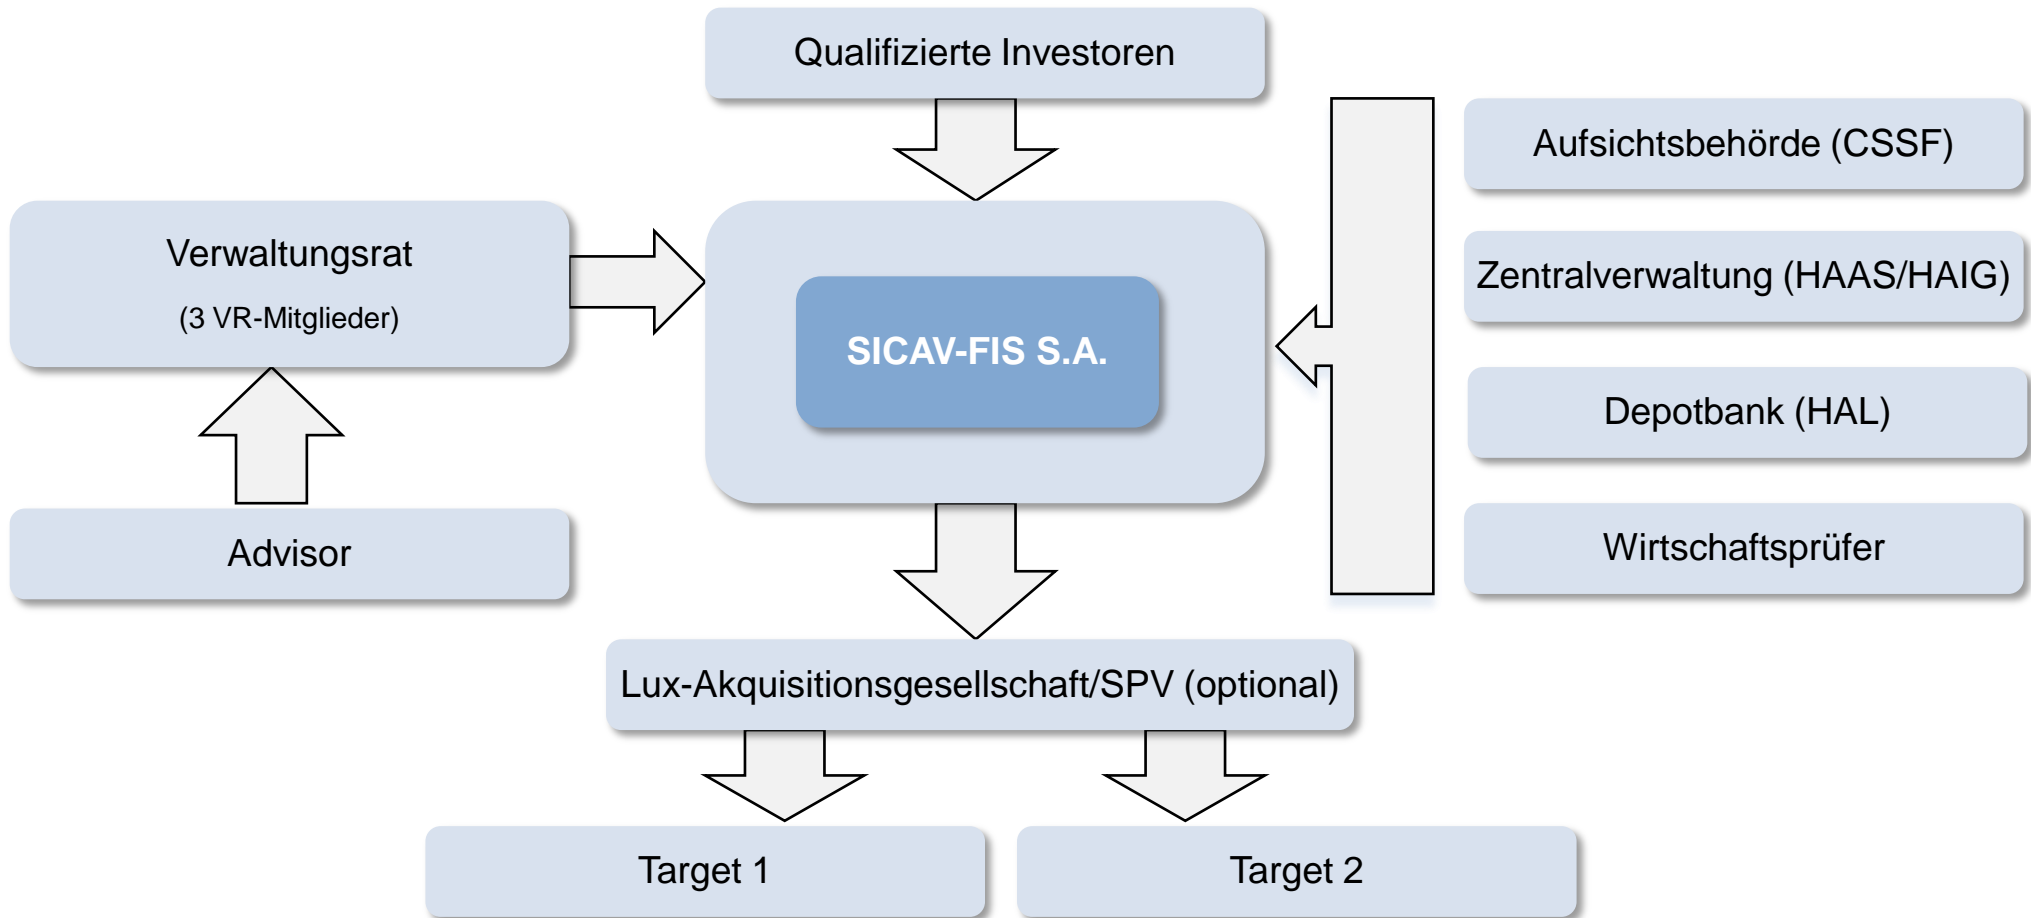 Qualifizierte Investoren
Aufsichtsbehörde (CSSF)
Verwaltungsrat
(3 VR-Mitglieder)
Zentralverwaltung (HAAS/HAIG)
SICAV-FIS S.A.
Depotbank (HAL)
Advisor
Wirtschaftsprüfer
Lux-Akquisitionsgesellschaft/SPV (optional)
Target 1
Target 2